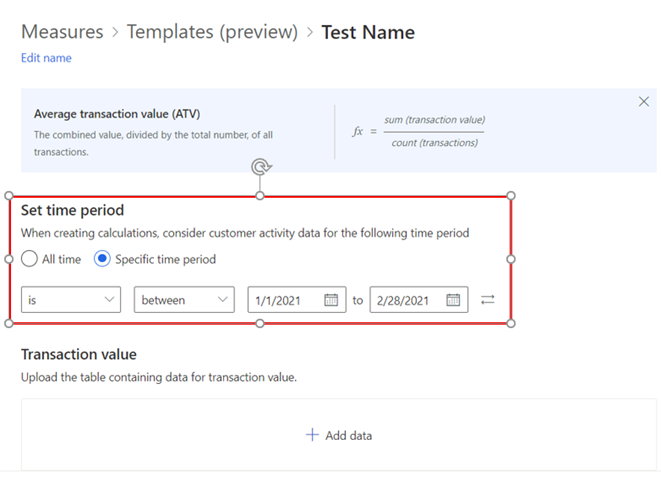 Measures > Templates (preview) > Test Name
Edit name
Average transaction value (ATV)
The combined value, divided by the total number, of all
transactions.
fx = sum (transaction value)
count (transactions)
Set time period
When creating calculations, consider customer activity data for the following time period
All time Specific time period
is between 1/1/2021 to 2/28/2021
Transaction value
Upload the table containing data for transaction value.
+ Add data